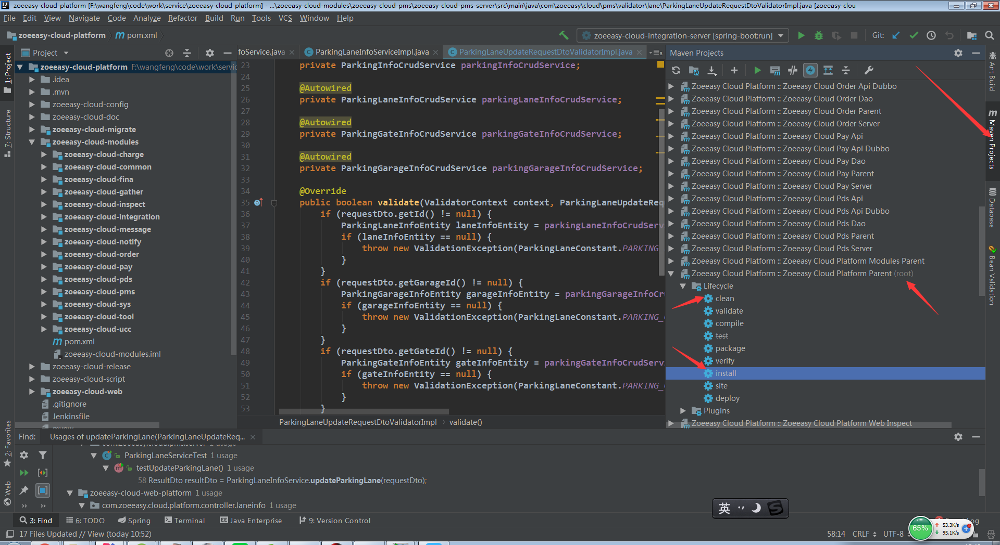 zoeeasy-cloud-platform [F:\wangfeng\code\work\service\zoeeasy-cloud-platform] - ...\zoeeasy-cloud-modules\zoeeasy-cloud-pms\zoeeasy-cloud-pms-server\src\main\java\com\zoeeasy\cloud\pms\validator\lane\ParkingLaneUpdateRequestDtoValidatorImpl.java [zoeeasy-clou
File Edit View Navigate Code Analyze Refactor Build Run Tools VCS Window Help
zoeeasy-cloud-platform pom.xml
zoeeasy-cloud-integration-server [spring-boot:run] Git:
Project
foService.java ParkingLaneInfoServiceImpl.java ParkingLaneUpdateRequestDtoValidatorImpl.java
Maven Projects
1: Project
7: Structure
2: Favorites
Web
zoeeasy-cloud-platform F:\wangfeng\code\work\servic
.idea
.mvn
zoeeasy-cloud-config
zoeeasy-cloud-doc
zoeeasy-cloud-migrate
zoeeasy-cloud-modules
zoeeasy-cloud-charge
zoeeasy-cloud-common
zoeeasy-cloud-fina
zoeeasy-cloud-gather
zoeeasy-cloud-inspect
zoeeasy-cloud-integration
zoeeasy-cloud-message
zoeeasy-cloud-notify
zoeeasy-cloud-order
zoeeasy-cloud-pay
zoeeasy-cloud-pds
zoeeasy-cloud-pms
zoeeasy-cloud-sys
zoeeasy-cloud-tool
zoeeasy-cloud-ucc
pom.xml
zoeeasy-cloud-modules.iml
zoeeasy-cloud-release
zoeeasy-cloud-script
zoeeasy-cloud-web
.gitignore
Jenkinsfile
23 private ParkingInfoCrudService parkingInfoCrudService;
24
25 @Autowired
26 private ParkingLaneInfoCrudService parkingLaneInfoCrudService;
27
28 @Autowired
29 private ParkingGateInfoCrudService parkingGateInfoCrudService;
30
31 @Autowired
32 private ParkingGarageInfoCrudService parkingGarageInfoCrudService;
33
34 @Override
35 public boolean validate(ValidatorContext context, ParkingLaneUpdateReq
36 if (requestDto.getId() != null) {
37 ParkingLaneInfoEntity laneInfoEntity = parkingLaneInfoCrudServ
38 if (laneInfoEntity == null) {
39 throw new ValidationException(ParkingLaneConstant.PARKING_
40 }
41 }
42 if (requestDto.getGarageId() != null) {
43 ParkingGarageInfoEntity garageInfoEntity = parkingGarageInfoCr
44 if (garageInfoEntity == null) {
45 throw new ValidationException(ParkingLaneConstant.PARKING_
46 }
47 }
48 if (requestDto.getGateId() != null) {
49 ParkingGateInfoEntity gateInfoEntity = parkingGateInfoCrudServ
50 if (gateInfoEntity == null) {
51 throw new ValidationException(ParkingLaneConstant.PARKING_
52 }
53 }
ParkingLaneUpdateRequestDtoValidatorImpl › validate()
Zoeeasy Cloud Platform :: Zoeeasy Cloud Order Api Dubbo
Zoeeasy Cloud Platform :: Zoeeasy Cloud Order Dao
Zoeeasy Cloud Platform :: Zoeeasy Cloud Order Parent
Zoeeasy Cloud Platform :: Zoeeasy Cloud Order Server
Zoeeasy Cloud Platform :: Zoeeasy Cloud Pay Api
Zoeeasy Cloud Platform :: Zoeeasy Cloud Pay Api Dubbo
Zoeeasy Cloud Platform :: Zoeeasy Cloud Pay Dao
Zoeeasy Cloud Platform :: Zoeeasy Cloud Pay Parent
Zoeeasy Cloud Platform :: Zoeeasy Cloud Pay Server
Zoeeasy Cloud Platform :: Zoeeasy Cloud Pds Api
Zoeeasy Cloud Platform :: Zoeeasy Cloud Pds Api Dubbo
Zoeeasy Cloud Platform :: Zoeeasy Cloud Pds Dao
Zoeeasy Cloud Platform :: Zoeeasy Cloud Pds Parent
Zoeeasy Cloud Platform :: Zoeeasy Cloud Pds Server
Zoeeasy Cloud Platform :: Zoeeasy Cloud Platform Modules Parent
Zoeeasy Cloud Platform :: Zoeeasy Cloud Platform Parent (root)
Lifecycle
clean
validate
compile
test
package
verify
install
site
deploy
Plugins
Zoeeasy Cloud Platform :: Zoeeasy Cloud Platform Web Inspect
Ant Build
Maven Projects
Database
Bean Validation
Find: Usages of updateParkingLane(ParkingLaneUpdateReq...
com.zoeeasy.cloud.pms.server 1 usage
ParkingLaneServiceTest 1 usage
testUpdateParkingLane() 1 usage
58 ResultDto resultDto = ParkingLaneInfoService.updateParkingLane(requestDto);
zoeeasy-cloud-web-platform 1 usage
com.zoeeasy.cloud.platform.controller.laneinfo 1 usage
英
3: Find 6: TODO Spring Terminal Java Enterprise 9: Version Control
17 Files Updated // View (today 10:52)
58:14 CRLF UTF-8
65% 53.3K/s
95.1K/s